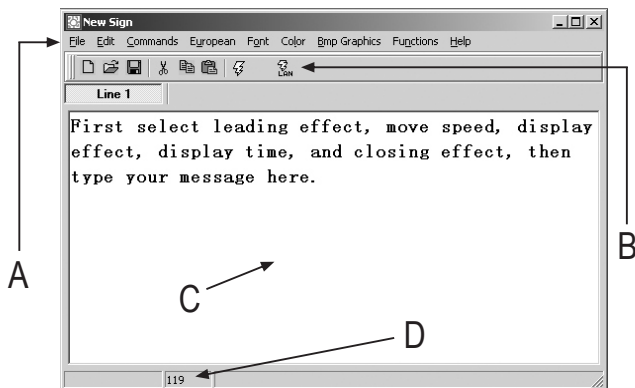 New Sign
File Edit Commands European Font Color Bmp Graphics Functions Help
LAN
Line 1
First select leading effect, move speed, display
effect, display time, and closing effect, then
type your message here.
A
B
C
D
119